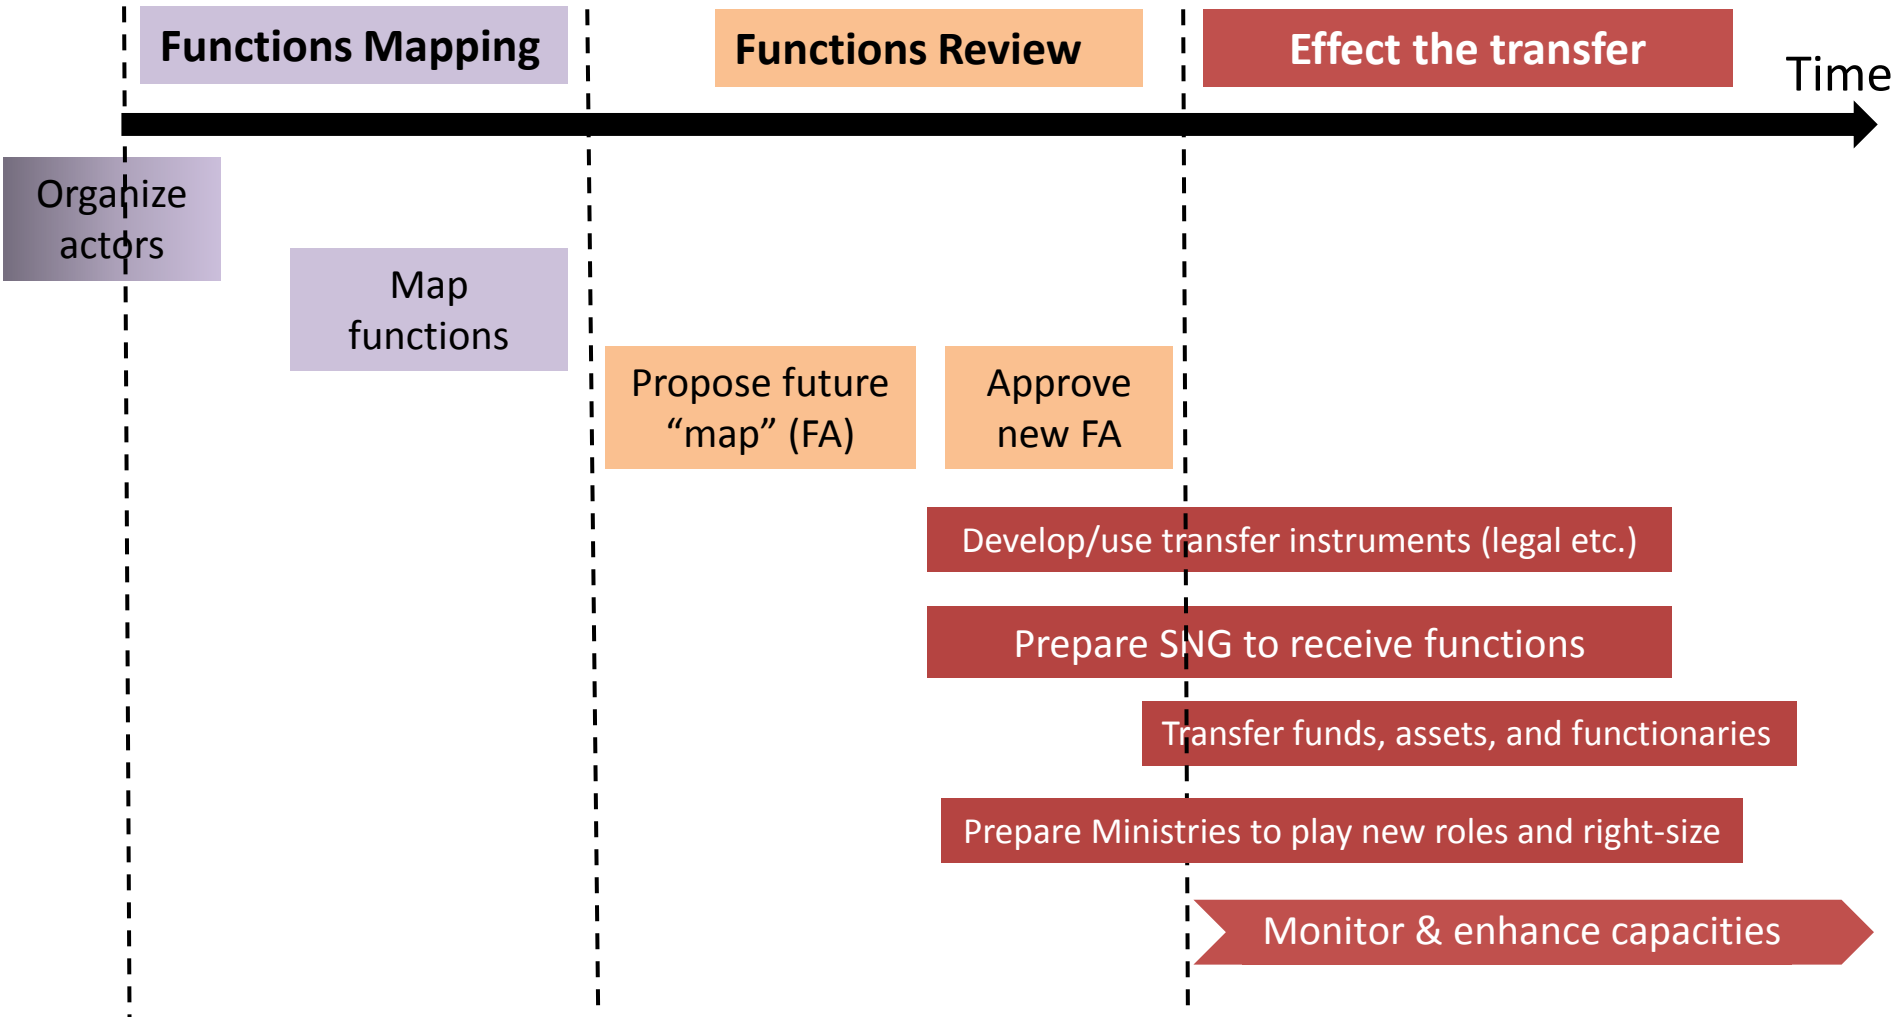 Functions Mapping
Functions Review
Effect the transfer
Time
Organize
actors
Map
functions
Propose future
“map” (FA)
Approve
new FA
Develop/use transfer instruments (legal etc.)
Prepare SNG to receive functions
Transfer funds, assets, and functionaries
Prepare Ministries to play new roles and right-size
Monitor & enhance capacities